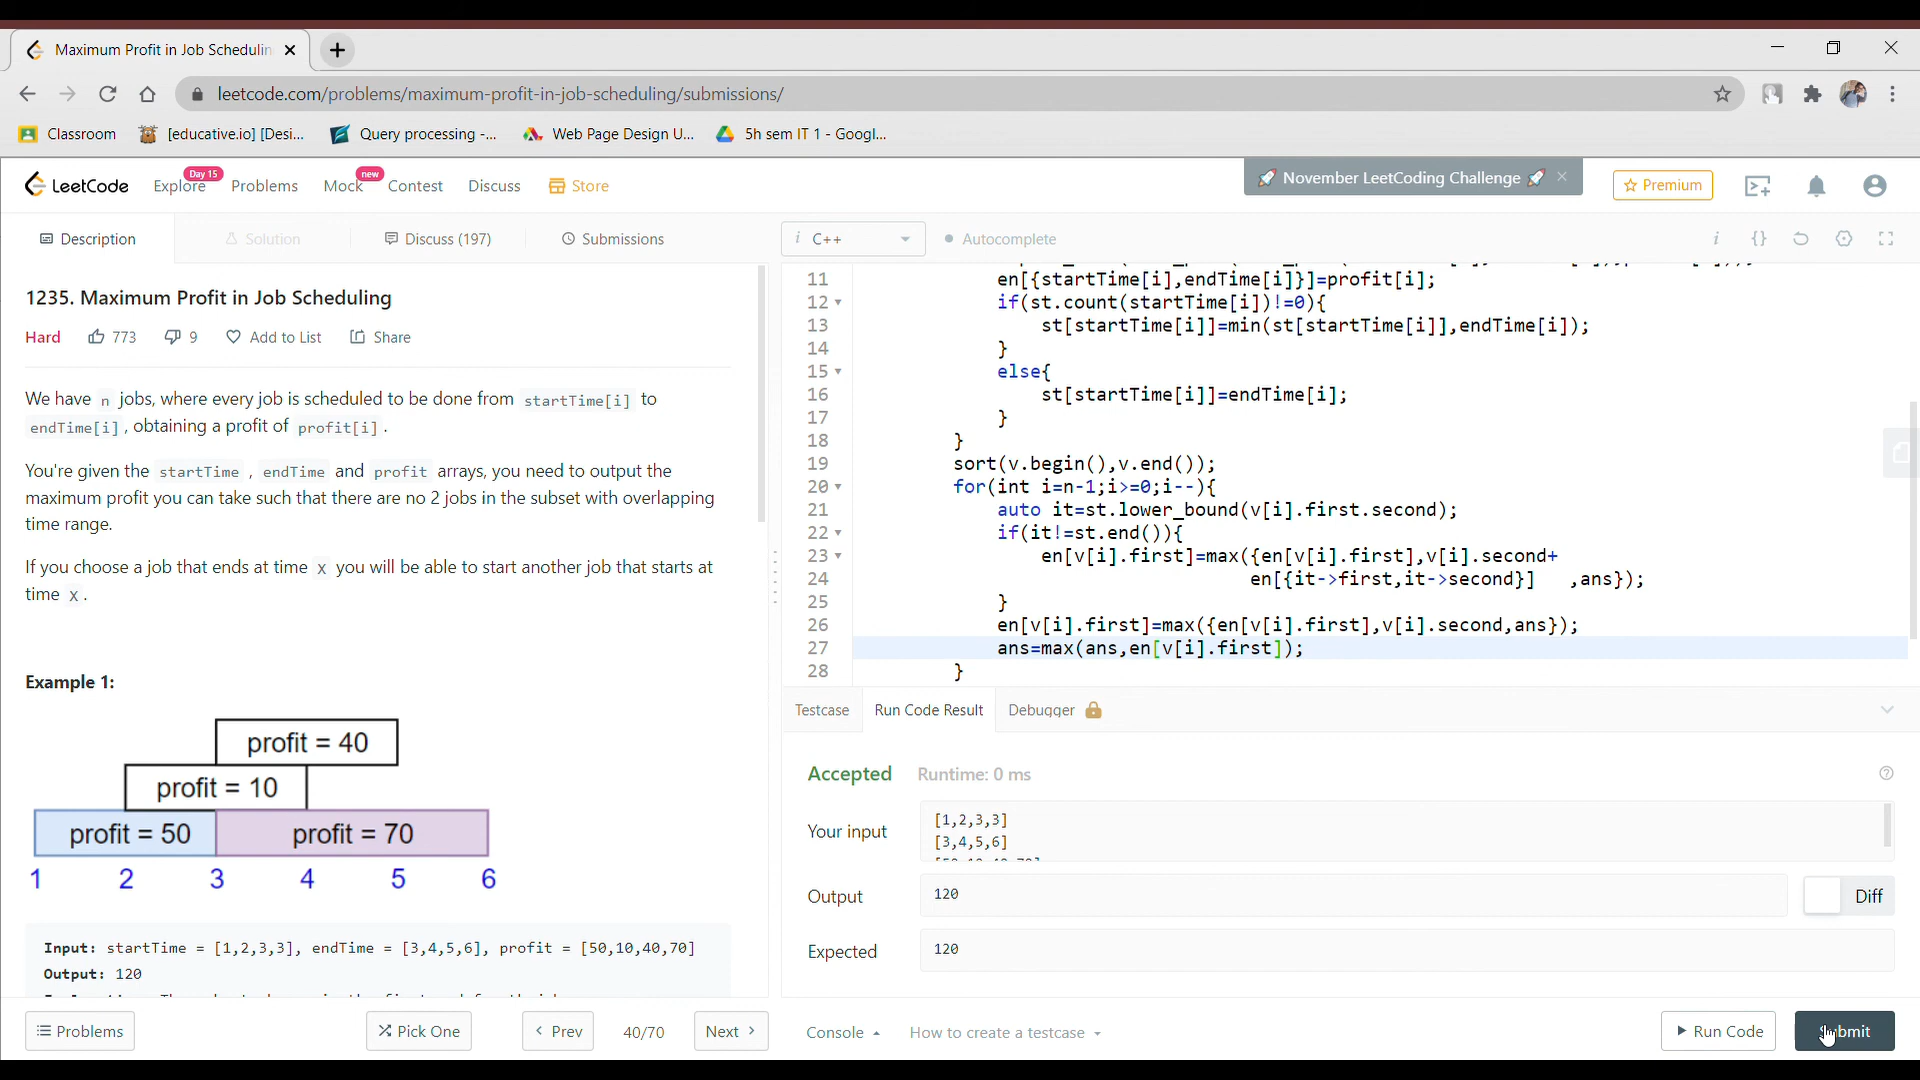 Maximum Profit in Job Schedulin
leetcode.com/problems/maximum-profit-in-job-scheduling/submissions/
Classroom
[educative.io] [Desi...
Query processing -...
Web Page Design U...
5h sem IT 1 - Googl...
LeetCode
Explore
Day 15
Problems
Mock
new
Contest
Discuss
Store
November LeetCoding Challenge
Premium
Description
Solution
Discuss (197)
Submissions
i C++
Autocomplete
1235. Maximum Profit in Job Scheduling
Hard
773
9
Add to List
Share
We have n jobs, where every job is scheduled to be done from startTime[i] to
endTime[i], obtaining a profit of profit[i].
You're given the startTime , endTime and profit arrays, you need to output the
maximum profit you can take such that there are no 2 jobs in the subset with overlapping
time range.
If you choose a job that ends at time x you will be able to start another job that starts at
time x.
Example 1:
profit = 40
profit = 10
profit = 50
profit = 70
1 2 3 4 5 6
Input: startTime = [1,2,3,3], endTime = [3,4,5,6], profit = [50,10,40,70]
Output: 120
11 en[{startTime[i],endTime[i]}]=profit[i];
12 if(st.count(startTime[i])!=0){
13 st[startTime[i]]=min(st[startTime[i]],endTime[i]);
14 }
15 else{
16 st[startTime[i]]=endTime[i];
17 }
18 }
19 sort(v.begin(),v.end());
20 for(int i=n-1;i>=0;i--){
21 auto it=st.lower_bound(v[i].first.second);
22 if(it!=st.end()){
23 en[v[i].first]=max({en[v[i].first],v[i].second+
24 en[{it->first,it->second}] ,ans});
25 }
26 en[v[i].first]=max({en[v[i].first],v[i].second,ans});
27 ans=max(ans,en[v[i].first]);
28 }
Testcase
Run Code Result
Debugger
Accepted
Runtime: 0 ms
Your input
[1,2,3,3]
[3,4,5,6]
Output
120
Diff
Expected
120
Problems
Pick One
Prev
40/70
Next
Console
How to create a testcase
Run Code
Submit